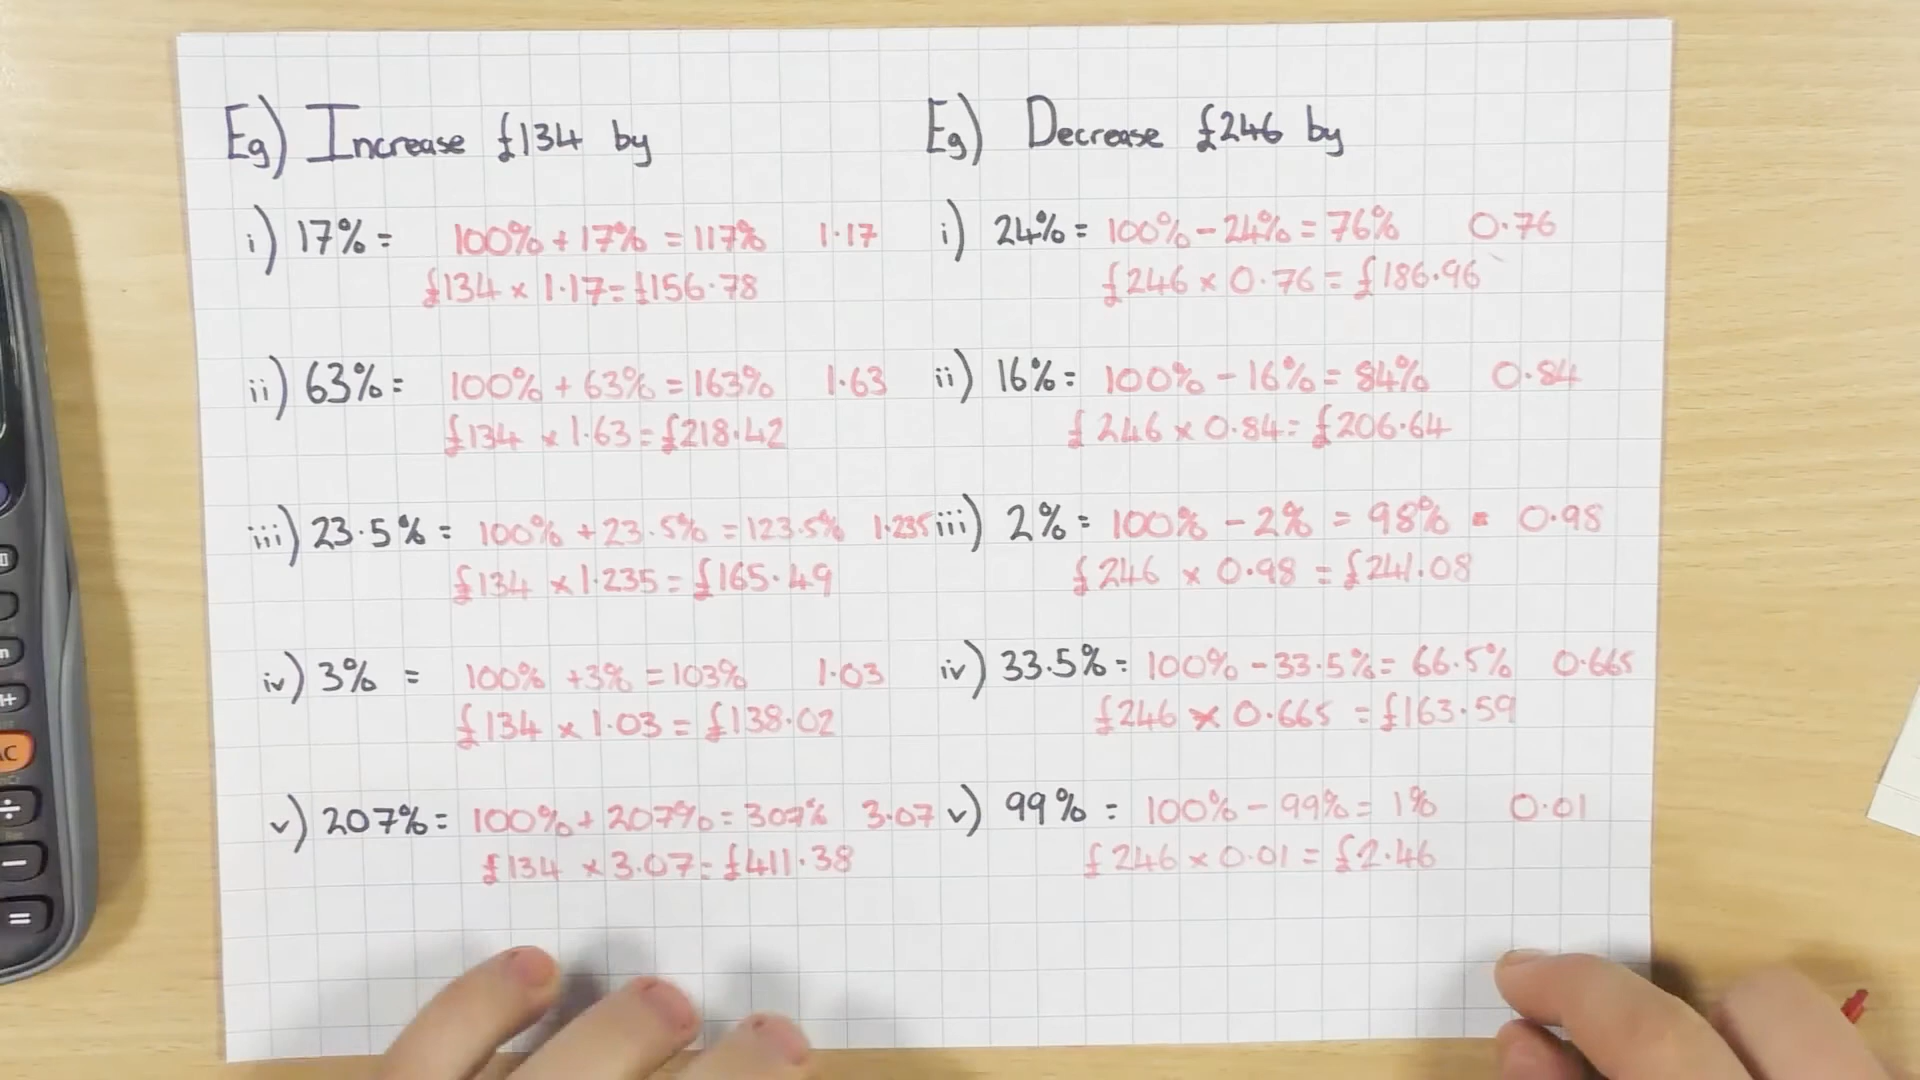 Eg) Increase £134 by
i) 17% = 100% + 17% = 117% 1.17
£134 × 1.17 = £156.78
ii) 63% = 100% + 63% = 163% 1.63
£134 × 1.63 = £218.42
iii) 23.5% = 100% + 23.5% = 123.5% 1.235
£134 × 1.235 = £165.49
iv) 3% = 100% + 3% = 103% 1.03
£134 × 1.03 = £138.02
v) 207% = 100% + 207% = 307% 3.07
£134 × 3.07 = £411.38
Eg) Decrease £246 by
i) 24% = 100% - 24% = 76% 0.76
£246 × 0.76 = £186.96
ii) 16% = 100% - 16% = 84% 0.84
£246 × 0.84 = £206.64
iii) 2% = 100% - 2% = 98% 0.98
£246 × 0.98 = £241.08
iv) 33.5% = 100% - 33.5% = 66.5% 0.665
£246 × 0.665 = £163.59
v) 99% = 100% - 99% = 1% 0.01
£246 × 0.01 = £2.46
AC
÷
−
=